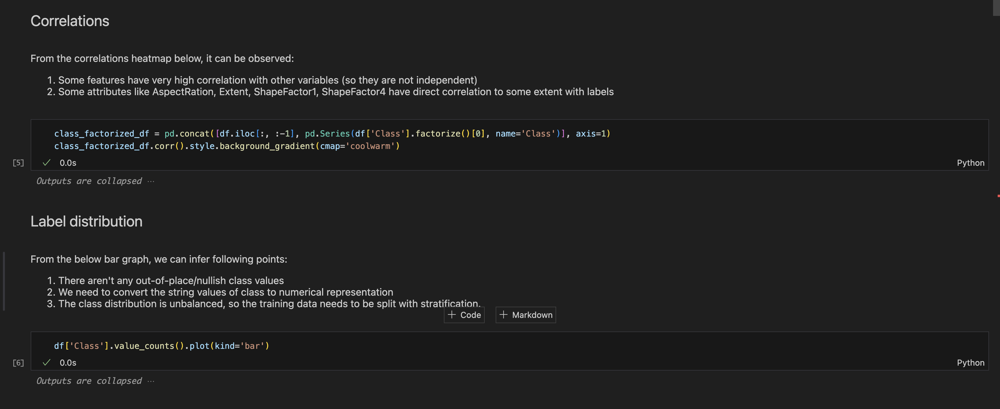 Correlations
From the correlations heatmap below, it can be observed:
1. Some features have very high correlation with other variables (so they are not independent)
2. Some attributes like AspectRation, Extent, ShapeFactor1, ShapeFactor4 have direct correlation to some extent with labels
class_factorized_df = pd.concat([df.iloc[:, :-1], pd.Series(df['Class'].factorize()[0], name='Class')], axis=1)
class_factorized_df.corr().style.background_gradient(cmap='coolwarm')
[5] ✓ 0.0s Python
Outputs are collapsed ...
Label distribution
From the below bar graph, we can infer following points:
1. There aren't any out-of-place/nullish class values
2. We need to convert the string values of class to numerical representation
3. The class distribution is unbalanced, so the training data needs to be split with stratification.
+ Code + Markdown
df['Class'].value_counts().plot(kind='bar')
[6] ✓ 0.0s Python
Outputs are collapsed ...